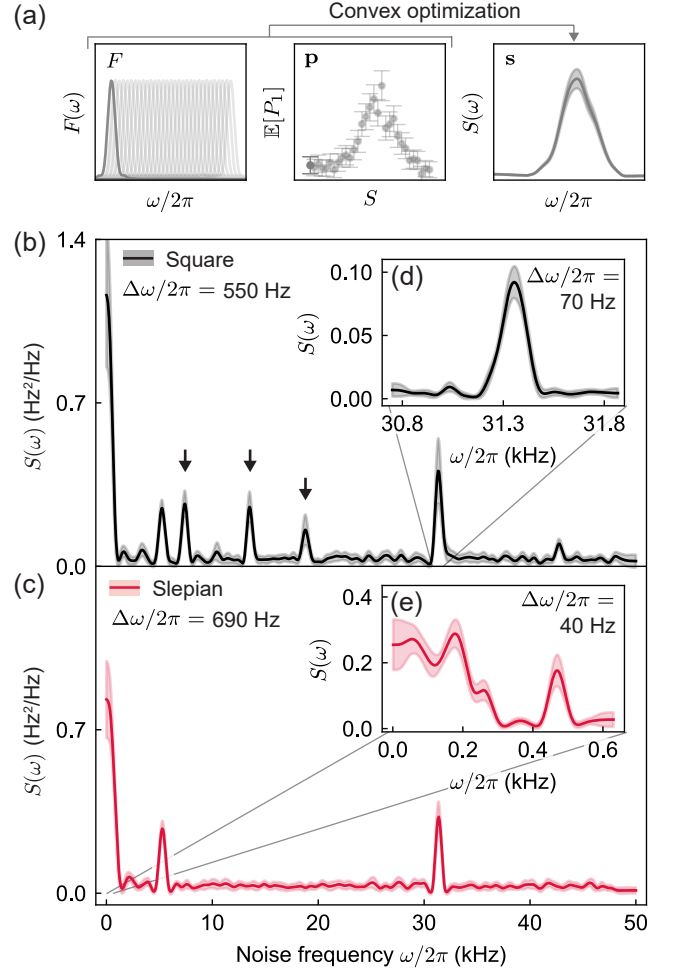 (a)
Convex optimization
F
F(ω)
ω/2π
p
𝔼[P₁]
S
s
S(ω)
ω/2π
(b)
1.4
0.7
0.0
S(ω) (Hz²/Hz)
Square
Δω/2π = 550 Hz
(d)
Δω/2π =
70 Hz
0.10
0.05
0.00
S(ω)
30.8
31.3
31.8
ω/2π (kHz)
(c)
Slepian
Δω/2π = 690 Hz
0.7
0.0
S(ω) (Hz²/Hz)
(e)
Δω/2π =
40 Hz
0.4
0.2
0.0
S(ω)
0.0
0.2
0.4
0.6
ω/2π (kHz)
0
10
20
30
40
50
Noise frequency ω/2π (kHz)